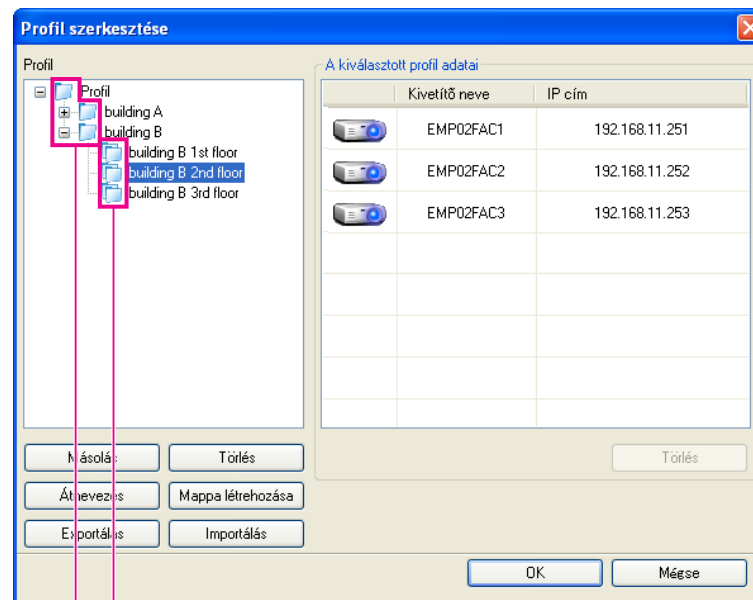 Profil szerkesztése
Profil
Profil
building A
building B
building B 1st floor
building B 2nd floor
building B 3rd floor
A kiválasztott profil adatai
Kivetítõ neve IP cím
EMP02FAC1 192.168.11.251
EMP02FAC2 192.168.11.252
EMP02FAC3 192.168.11.253
Másolás Törlés
Átnevezés Mappa létrehozása
Exportálás Importálás
Törlés
OK Mégse